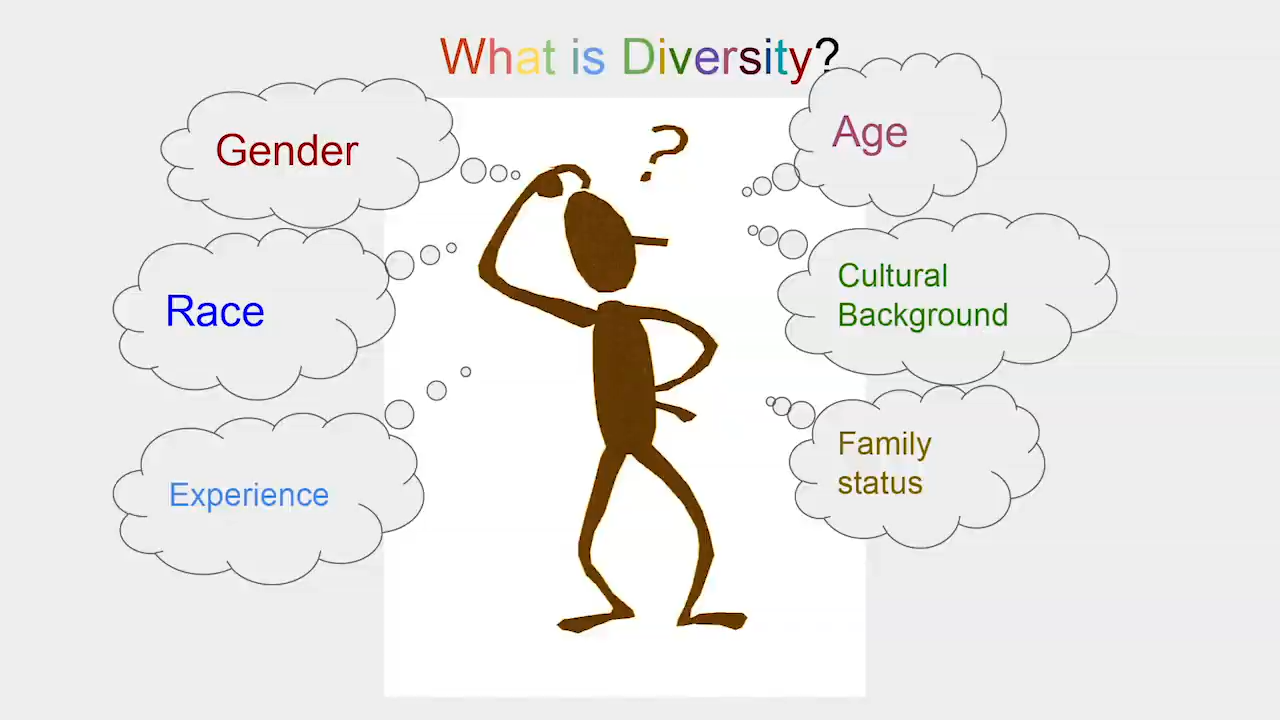 What is Diversity?
Gender
Age
?
Race
Cultural
Background
Experience
Family
status